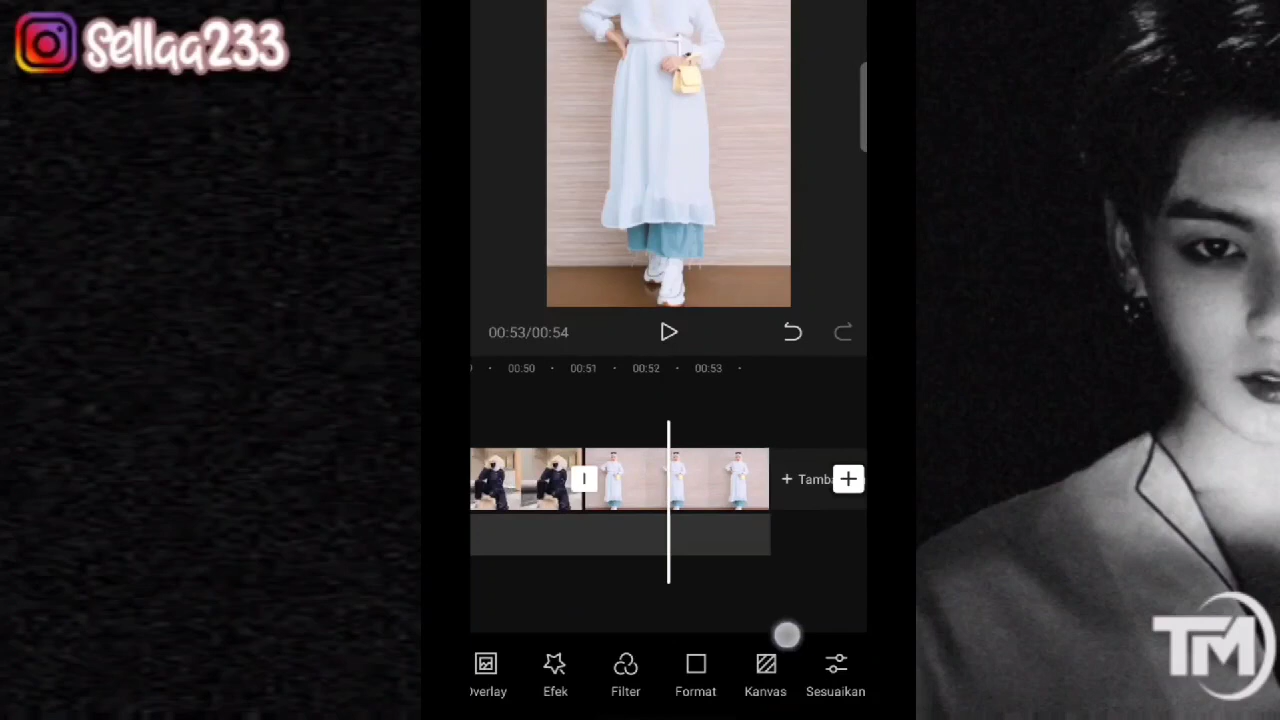 Sellaa233
00:53/00:54
00:50 00:51 00:52 00:53
+ Tamba
Overlay Efek Filter Format Kanvas Sesuaikan
TM